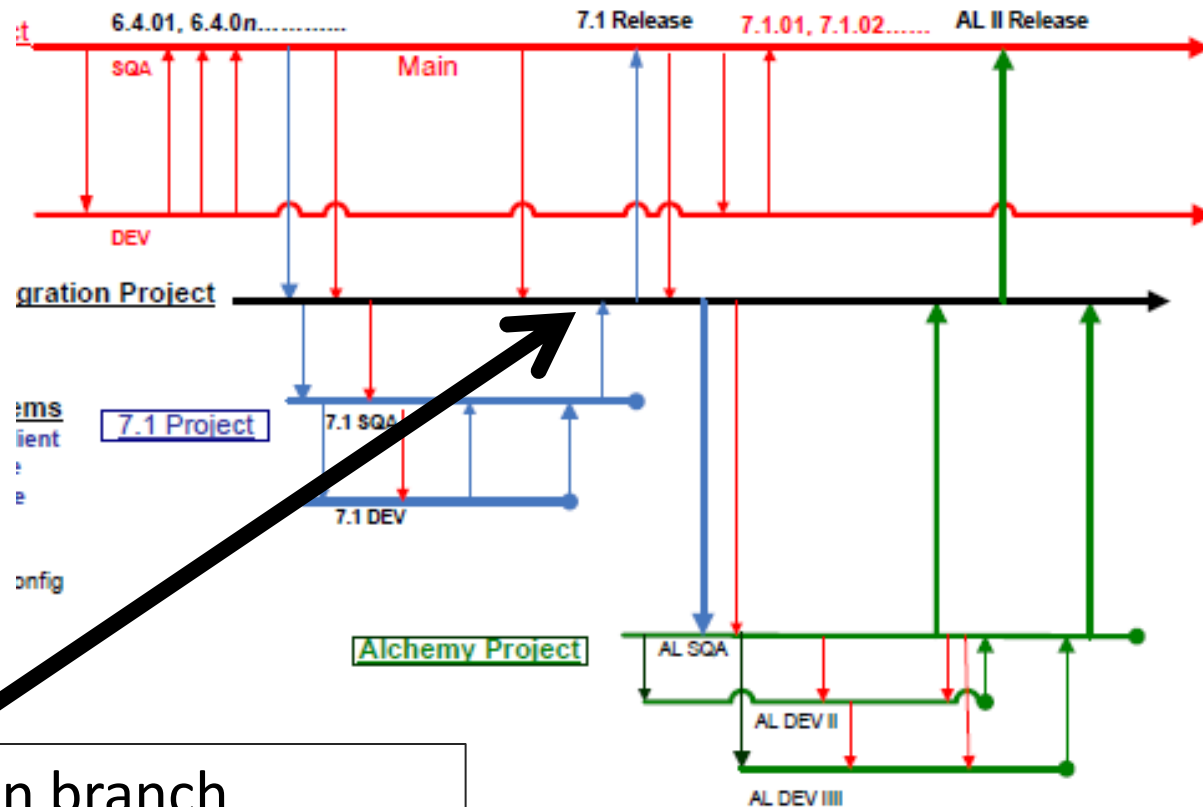 6.4.01, 6.4.0n............
7.1 Release
7.1.01, 7.1.02......
AL II Release
SQA
Main
DEV
gration Project
ems
ient
e
e
7.1 Project
7.1 SQA
7.1 DEV
onfig
Alchemy Project
AL SQA
AL DEV II
AL DEV IIII
n branch